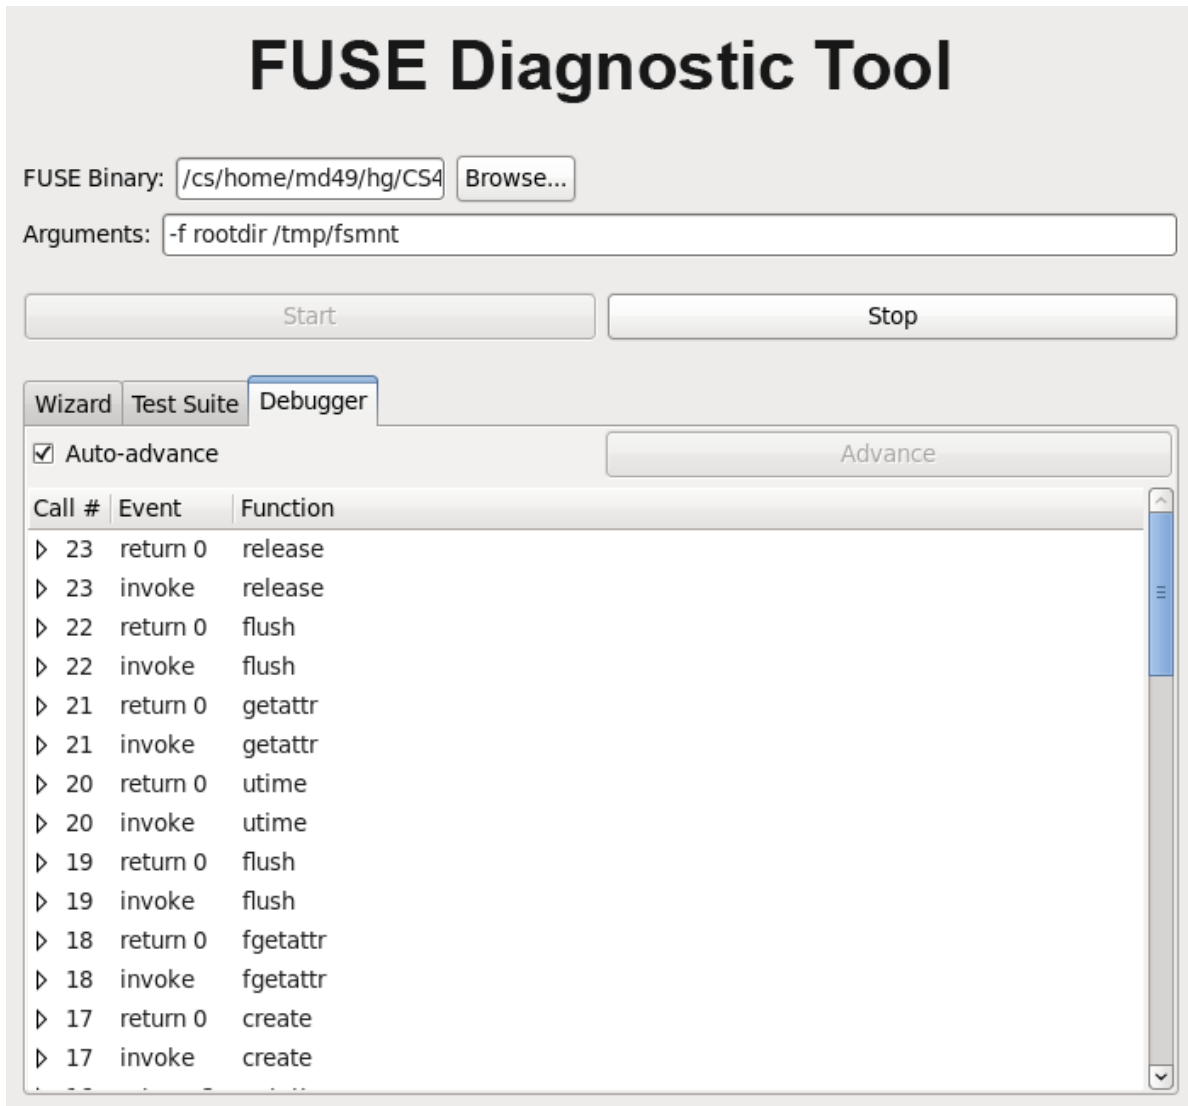 FUSE Diagnostic Tool
FUSE Binary: /cs/home/md49/hg/CS4 Browse...
Arguments: -f rootdir /tmp/fsmnt
Start Stop
Wizard Test Suite Debugger
Auto-advance Advance
Call # Event Function
23 return 0 release
23 invoke release
22 return 0 flush
22 invoke flush
21 return 0 getattr
21 invoke getattr
20 return 0 utime
20 invoke utime
19 return 0 flush
19 invoke flush
18 return 0 fgetattr
18 invoke fgetattr
17 return 0 create
17 invoke create